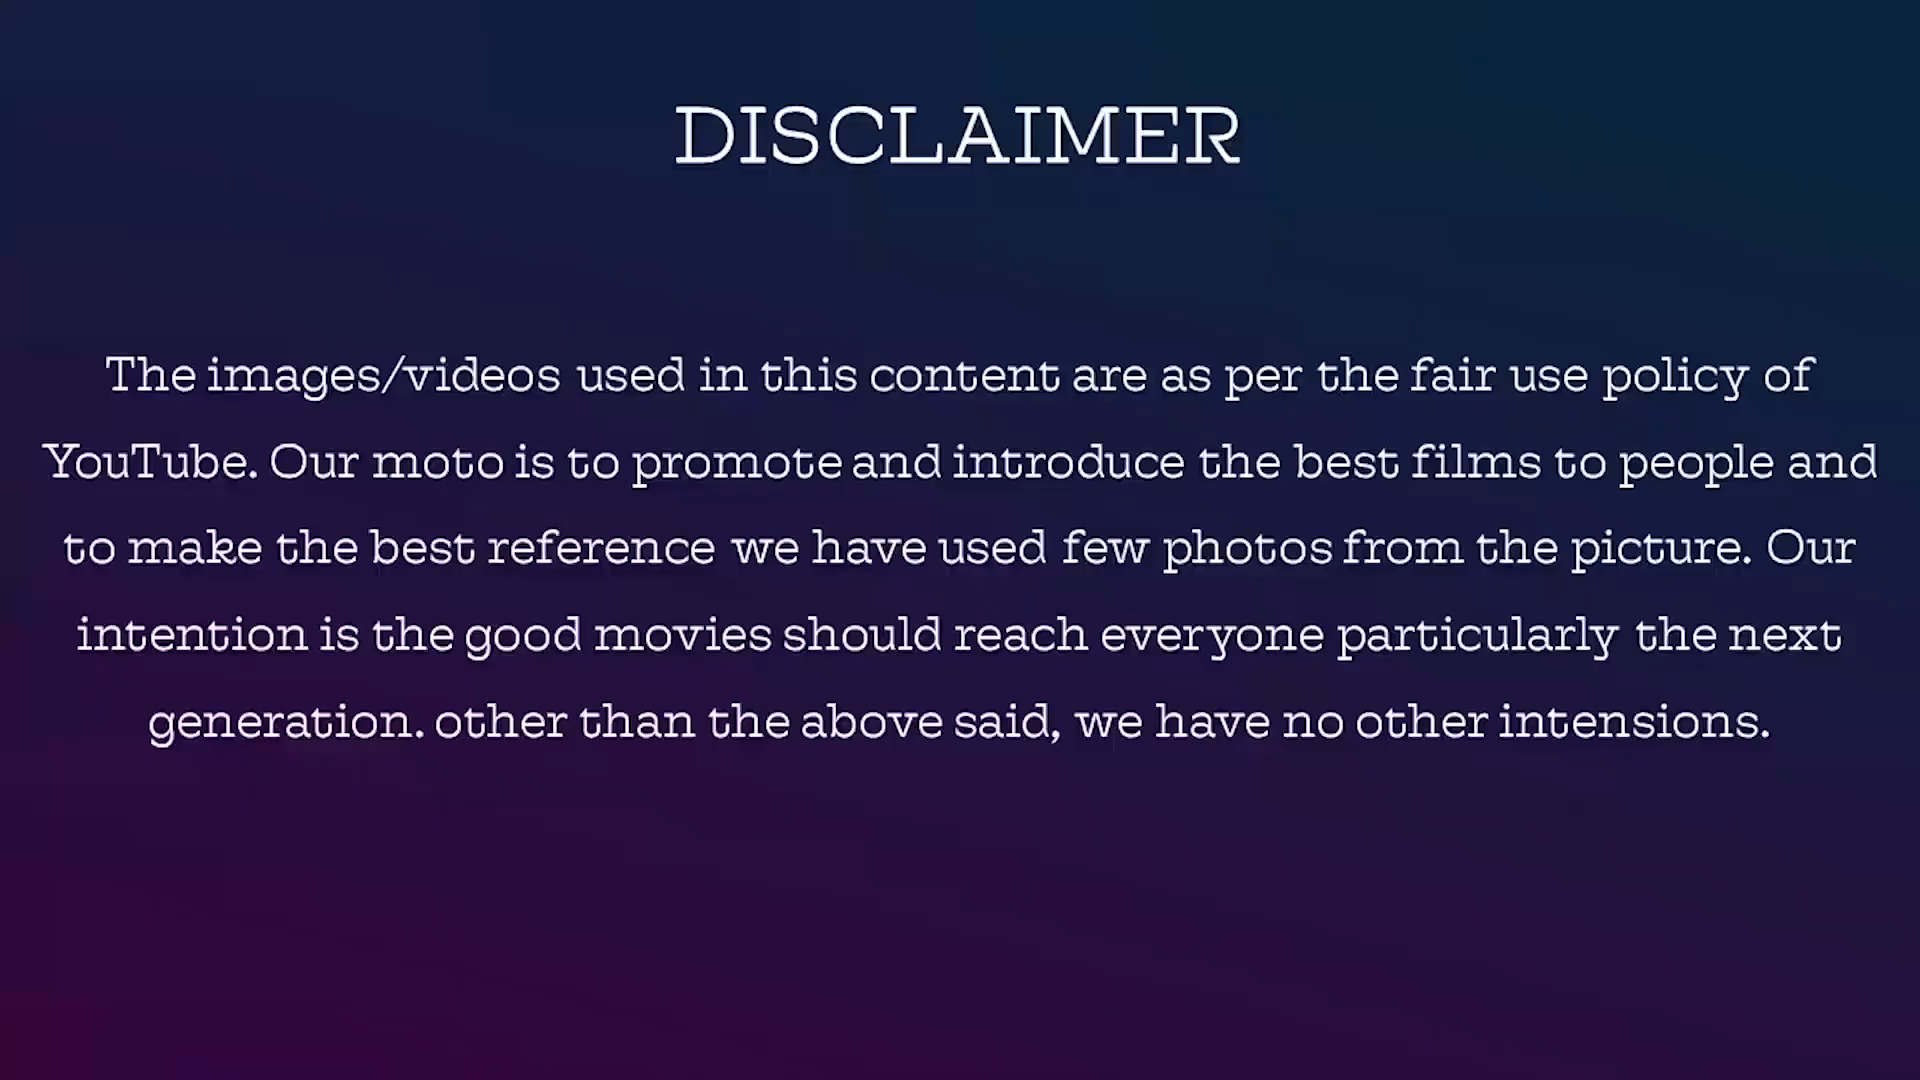 DISCLAIMER
The images/videos used in this content are as per the fair use policy of
YouTube. Our moto is to promote and introduce the best films to people and
to make the best reference we have used few photos from the picture. Our
intention is the good movies should reach everyone particularly the next
generation. other than the above said, we have no other intensions.